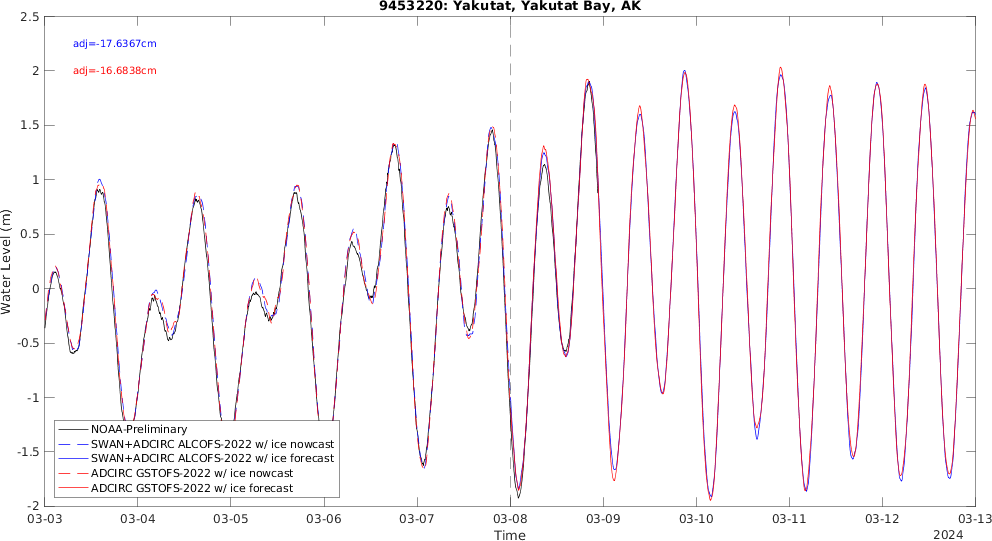 9453220: Yakutat, Yakutat Bay, AK
adj=-17.6367cm
adj=-16.6838cm
2.5
2
1.5
1
0.5
0
-0.5
-1
-1.5
-2
Water Level (m)
NOAA-Preliminary
SWAN+ADCIRC ALCOFS-2022 w/ ice nowcast
SWAN+ADCIRC ALCOFS-2022 w/ ice forecast
ADCIRC GSTOFS-2022 w/ ice nowcast
ADCIRC GSTOFS-2022 w/ ice forecast
03-03 03-04 03-05 03-06 03-07 03-08 03-09 03-10 03-11 03-12 03-13
Time
2024